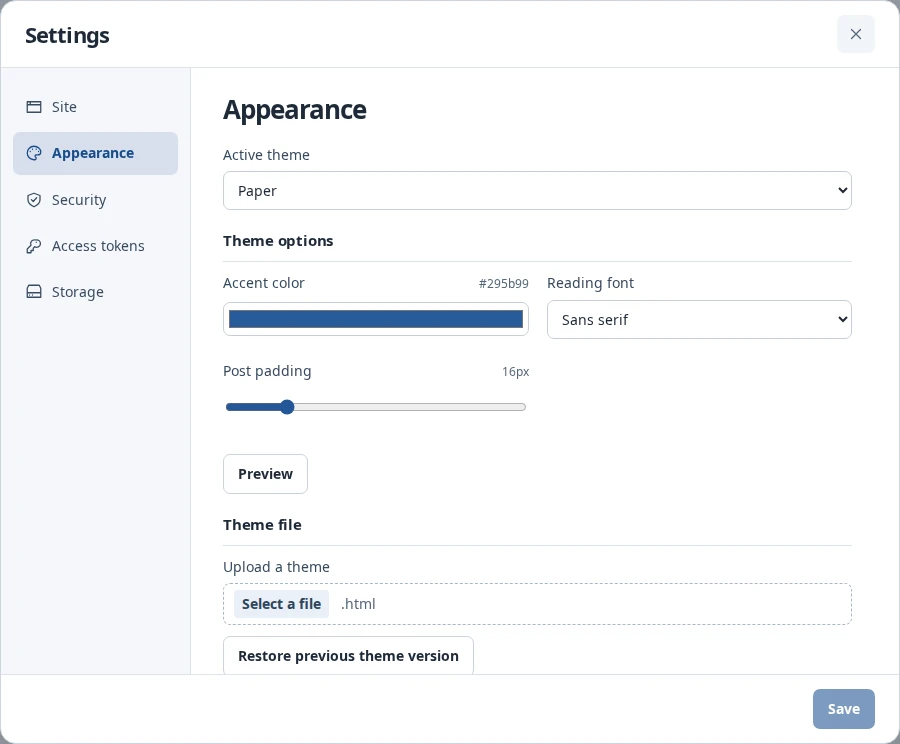 Settings
Site
Appearance
Security
Access tokens
Storage
Appearance
Active theme
Paper
Theme options
Accent color #295b99 Reading font
Sans serif
Post padding 16px
Preview
Theme file
Upload a theme
Select a file .html
Restore previous theme version
Save